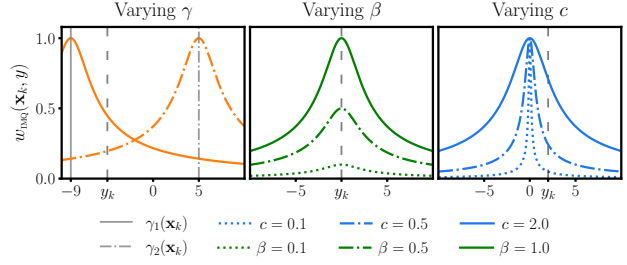 Varying γ Varying β Varying c
w_IMQ(x_k, y)
1.0
0.5
0.0
−9 y_k 0 5 −5 y_k 5 −5 0 y_k 5
γ₁(x_k) c = 0.1 c = 0.5 c = 2.0
γ₂(x_k) β = 0.1 β = 0.5 β = 1.0